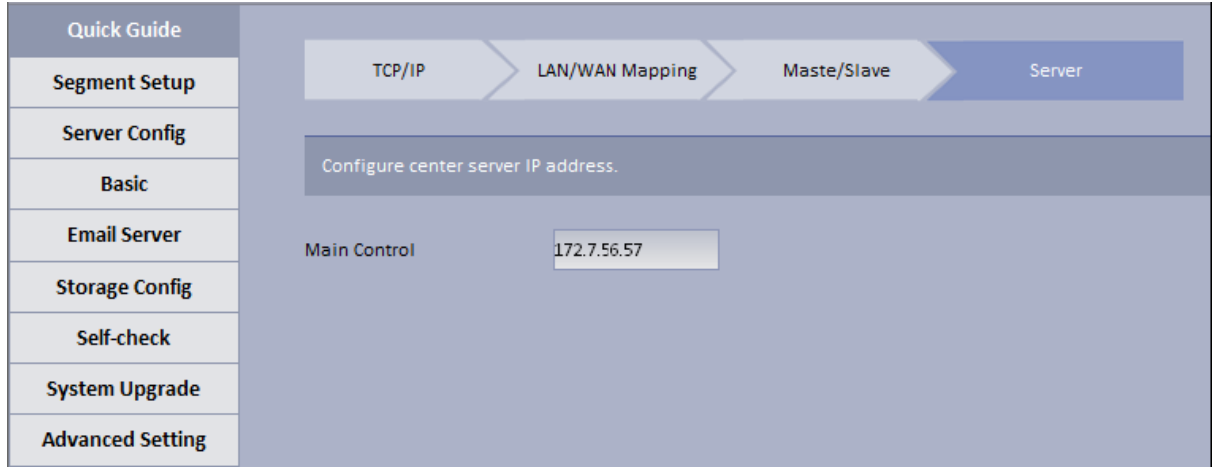 Quick Guide
Segment Setup
Server Config
Basic
Email Server
Storage Config
Self-check
System Upgrade
Advanced Setting
TCP/IP LAN/WAN Mapping Maste/Slave Server
Configure center server IP address.
Main Control 172.7.56.57